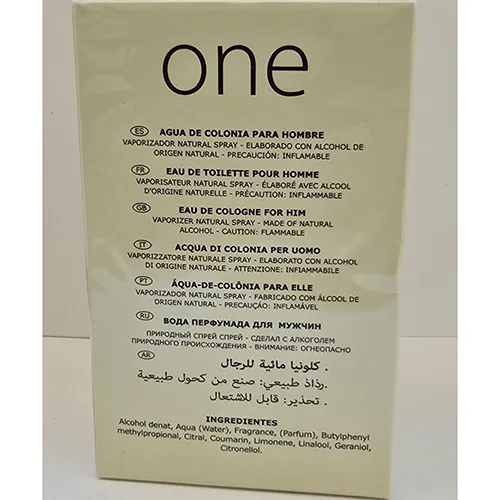 one
ES AGUA DE COLONIA PARA HOMBRE
VAPORIZADOR NATURAL SPRAY - ELABORADO CON ALCOHOL DE
ORIGEN NATURAL - PRECAUCIÓN: INFLAMABLE
FR EAU DE TOILETTE POUR HOMME
VAPORISATEUR NATURAL SPRAY - ÉLABORÉ AVEC ALCOOL
D'ORIGINE NATURELLE - PRÉCAUTION: INFLAMMABLE
GB EAU DE COLOGNE FOR HIM
VAPORIZER NATURAL SPRAY - MADE OF NATURAL
ALCOHOL - CAUTION: FLAMMABLE
IT ACQUA DI COLONIA PER UOMO
VAPORIZZATORE NATURALE SPRAY - ELABORATO CON ALCOHOL
DI ORIGINE NATURALE - ATTENZIONE: INFIAMMABILE
PT ÁQUA-DE-COLÔNIA PARA ELLE
VAPORIZADOR NATURAL SPRAY - FABRICADO COM ÁLCOOL DE
ORIGEM NATURAL - PRECAUÇÃO: INFLAMÁVEL
RU ВОДА ПЕРФУМАДА ДЛЯ МУЖЧИН
ПРИРОДНЫЙ СПРЕЙ СПРЕЙ - СДЕЛАЛ С АЛКОГОЛЕМ
ПРИРОДНОГО ПРОИСХОЖДЕНИЯ - ВНИМАНИЕ: ОГНЕОПАСНО
AR كلونيا مائية للرجال .
رذاذ طبيعي: صنع من كحول طبيعية.
تحذير: قابل للاشتعال .
INGREDIENTES
Alcohol denat, Aqua (Water), Fragrance, (Parfum), Butylphenyl
methylpropional, Citral, Coumarin, Limonene, Linalool, Geraniol,
Citronellol.